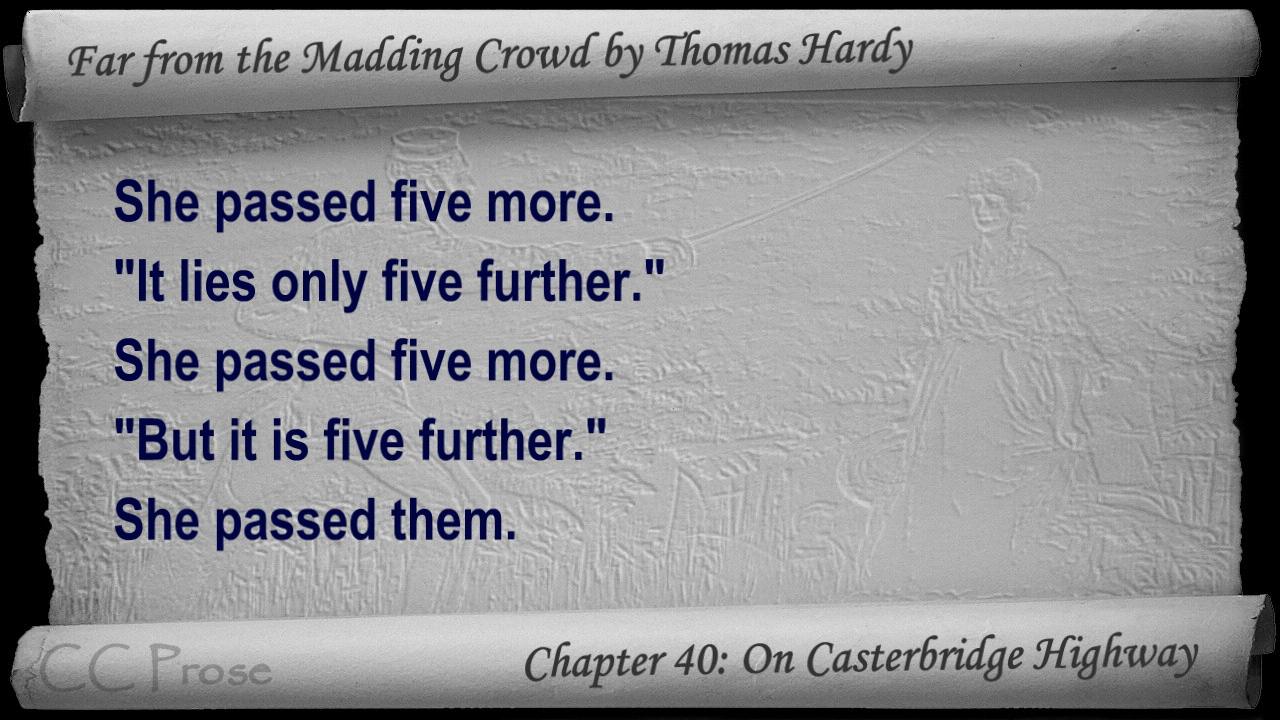 Far from the Madding Crowd by Thomas Hardy
She passed five more.
"It lies only five further."
She passed five more.
"But it is five further."
She passed them.
CC Prose
Chapter 40: On Casterbridge Highway